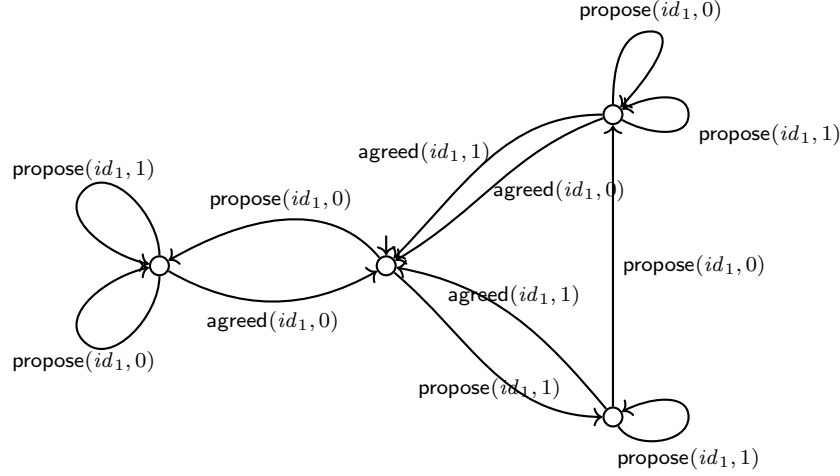 propose(id₁, 0)
propose(id₁, 1)
agreed(id₁, 1)
propose(id₁, 1)
agreed(id₁, 0)
propose(id₁, 0)
propose(id₁, 0)
agreed(id₁, 1)
agreed(id₁, 0)
propose(id₁, 0)
propose(id₁, 1)
propose(id₁, 1)